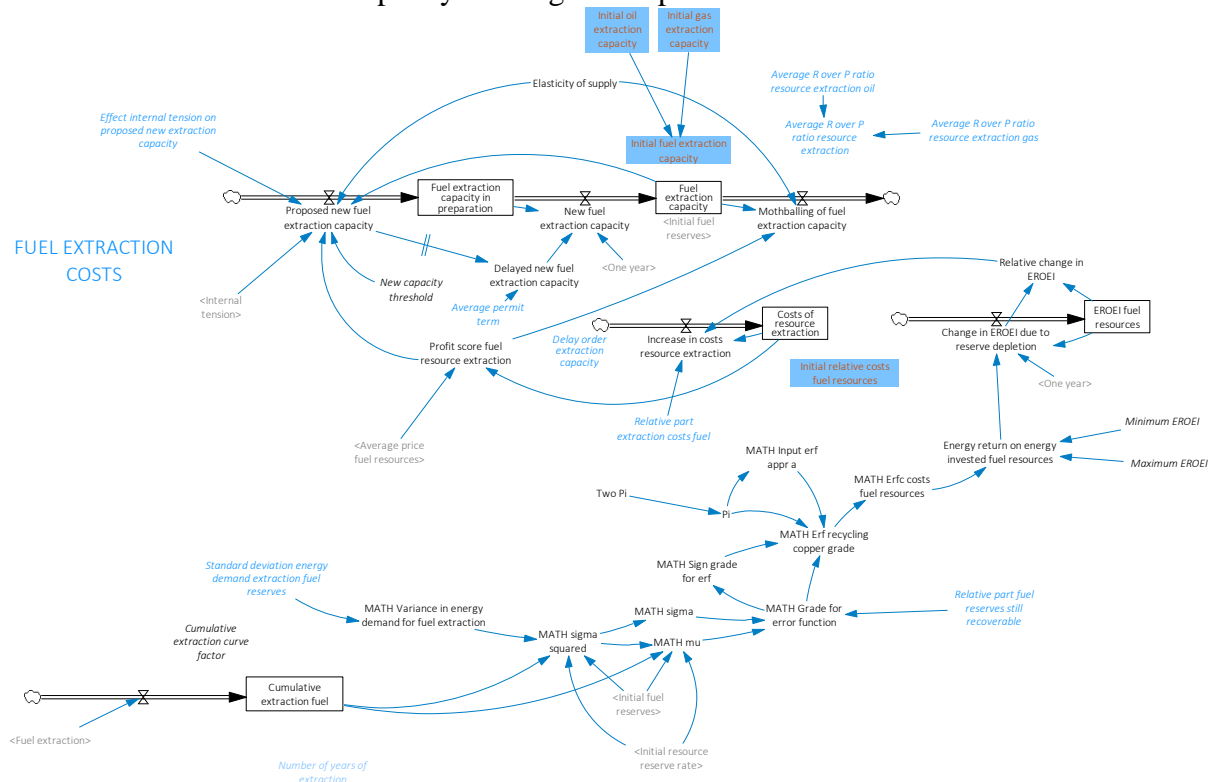 Initial oil
extraction
capacity
Initial gas
extraction
capacity
Elasticity of supply
Average R over P ratio
resource extraction oil
Effect internal tension on
proposed new extraction
capacity
Average R over P
ratio resource
extraction
Average R over P ratio
resource extraction gas
Initial fuel extraction
capacity
Fuel extraction
capacity in
preparation
Fuel
extraction
capacity
Proposed new fuel
extraction capacity
New fuel
extraction capacity
<Initial fuel
reserves>
Mothballing of fuel
extraction capacity
FUEL EXTRACTION
COSTS
<One year>
Delayed new fuel
extraction capacity
New capacity
threshold
<Internal
tension>
Average permit
term
Relative change in
EROEI
EROEI fuel
resources
Costs of
resource
extraction
Delay order
extraction
capacity
Increase in costs
resource extraction
Change in EROEI due to
reserve depletion
Profit score fuel
resource extraction
Initial relative costs
fuel resources
<One year>
Relative part
extraction costs fuel
Minimum EROEI
<Average price
fuel resources>
Energy return on energy
invested fuel resources
Maximum EROEI
MATH Input erf
appr a
MATH Erfc costs
fuel resources
Two Pi
Pi
MATH Erf recycling
copper grade
MATH Sign grade
for erf
Standard deviation energy
demand extraction fuel
reserves
Relative part fuel
reserves still
recoverable
MATH Variance in energy
demand for fuel extraction
MATH sigma
MATH Grade for
error function
Cumulative
extraction curve
factor
MATH sigma
squared
MATH mu
Cumulative
extraction fuel
<Initial fuel
reserves>
<Fuel extraction>
<Initial resource
reserve rate>
Number of years of
extraction